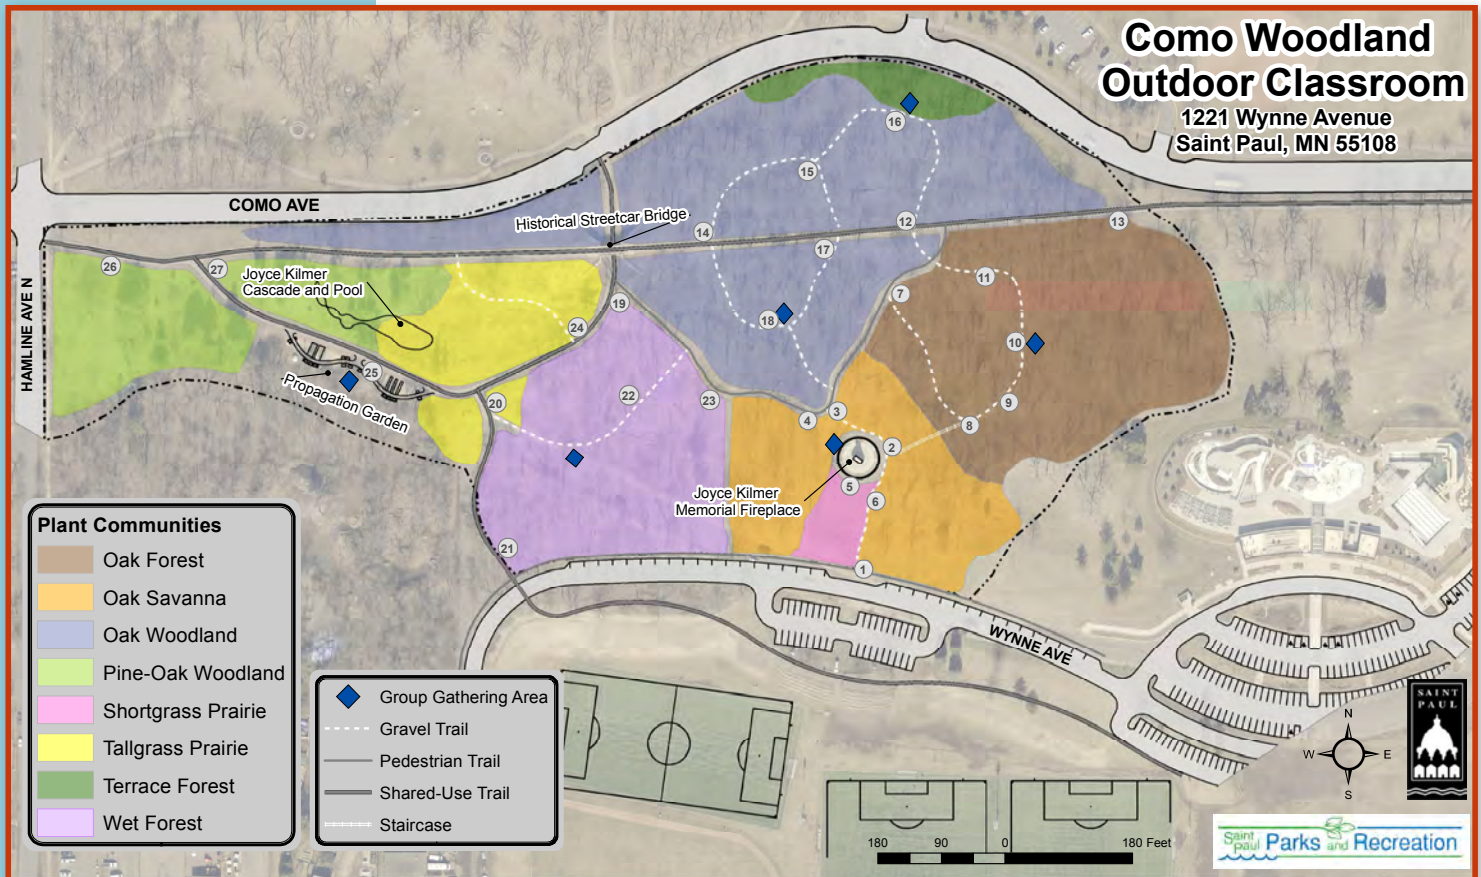 Como Woodland
Outdoor Classroom
1221 Wynne Avenue
Saint Paul, MN 55108
COMO AVE
HAMLINE AVE N
WYNNE AVE
Historical Streetcar Bridge
Joyce Kilmer
Cascade and Pool
Propagation Garden
Joyce Kilmer
Memorial Fireplace
16
15
14
12
13
17
26
27
11
7
19
18
24
10
25
20
22
23
9
4
3
8
2
5
6
21
1
Plant Communities
Oak Forest
Oak Savanna
Oak Woodland
Pine-Oak Woodland
Shortgrass Prairie
Tallgrass Prairie
Terrace Forest
Wet Forest
Group Gathering Area
Gravel Trail
Pedestrian Trail
Shared-Use Trail
Staircase
180 90 0 180 Feet
N
W E
S
SAINT
PAUL
Saint Paul Parks and Recreation